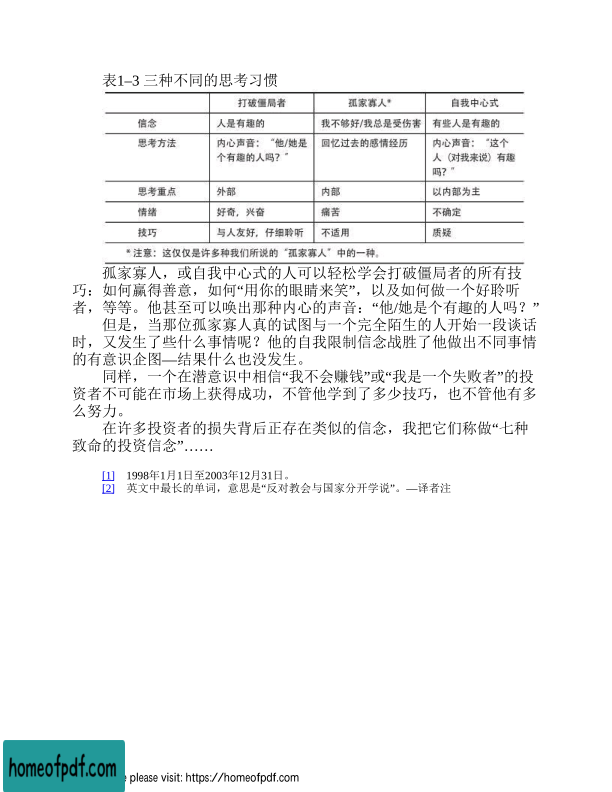 表1–3 三种不同的思考习惯
打破僵局者 孤家寡人* 自我中心式
信念 人是有趣的 我不够好/我总是受伤害 有些人是有趣的
思考方法 内心声音：“他/她是 回忆过去的感情经历 内心声音：“这个
个有趣的人吗？” 人（对我来说）有趣
吗？”
思考重点 外部 内部 以内部为主
情绪 好奇，兴奋 痛苦 不确定
技巧 与人友好，仔细聆听 不适用 质疑
*注意：这仅仅是许多种我们所说的“孤家寡人”中的一种。
孤家寡人，或自我中心式的人可以轻松学会打破僵局者的所有技
巧：如何赢得善意，如何“用你的眼睛来笑”，以及如何做一个好聆听
者，等等。他甚至可以唤出那种内心的声音：“他/她是个有趣的人吗？”
但是，当那位孤家寡人真的试图与一个完全陌生的人开始一段谈话
时，又发生了些什么事情呢？他的自我限制信念战胜了他做出不同事情
的有意识企图—结果什么也没发生。
同样，一个在潜意识中相信“我不会赚钱”或“我是一个失败者”的投
资者不可能在市场上获得成功，不管他学到了多少技巧，也不管他有多
么努力。
在许多投资者的损失背后正存在类似的信念，我把它们称做“七种
致命的投资信念”……
[1] 1998年1月1日至2003年12月31日。
[2] 英文中最长的单词，意思是“反对教会与国家分开学说”。—译者注
homeofpdf.com
e please visit: https://homeofpdf.com